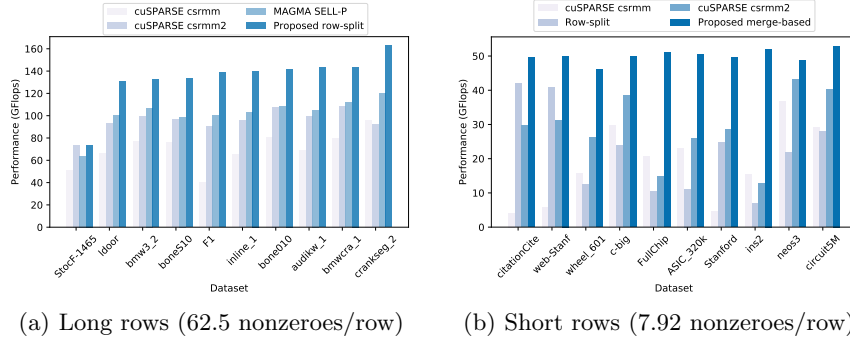 cuSPARSE csrmm
cuSPARSE csrmm2
MAGMA SELL-P
Proposed row-split
160
140
120
100
80
60
40
20
0
Performance (GFlops)
StocF-1465
ldoor
bmw3_2
boneS10
F1
inline_1
bone010
audikw_1
bmwcra_1
crankseg_2
Dataset
(a) Long rows (62.5 nonzeroes/row)
cuSPARSE csrmm
Row-split
cuSPARSE csrmm2
Proposed merge-based
50
40
30
20
10
0
Performance (GFlops)
citationCite
web-Stanf
wheel_601
c-big
FullChip
ASIC_320k
Stanford
ins2
neos3
circuit5M
Dataset
(b) Short rows (7.92 nonzeroes/row)